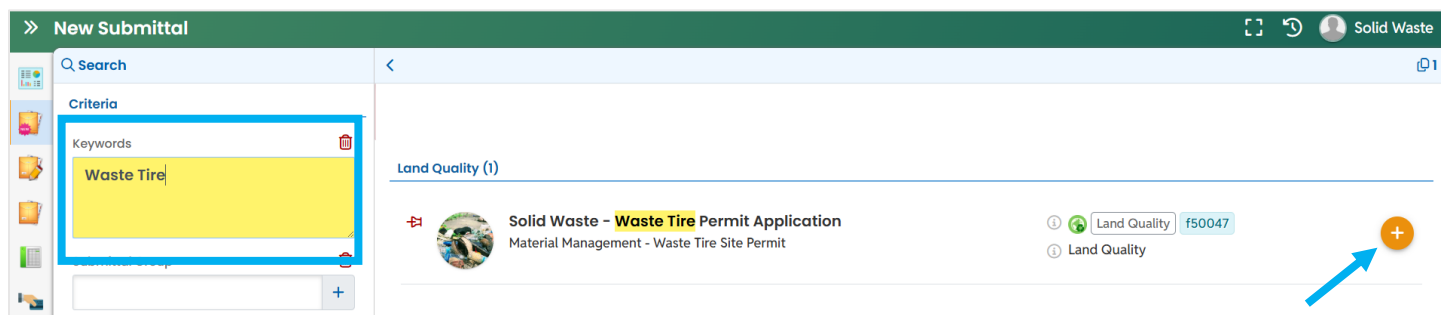 New Submittal
Solid Waste
Search
1
Criteria
Keywords
Waste Tire
Land Quality (1)
Solid Waste - Waste Tire Permit Application
Material Management - Waste Tire Site Permit
Land Quality f50047
Land Quality